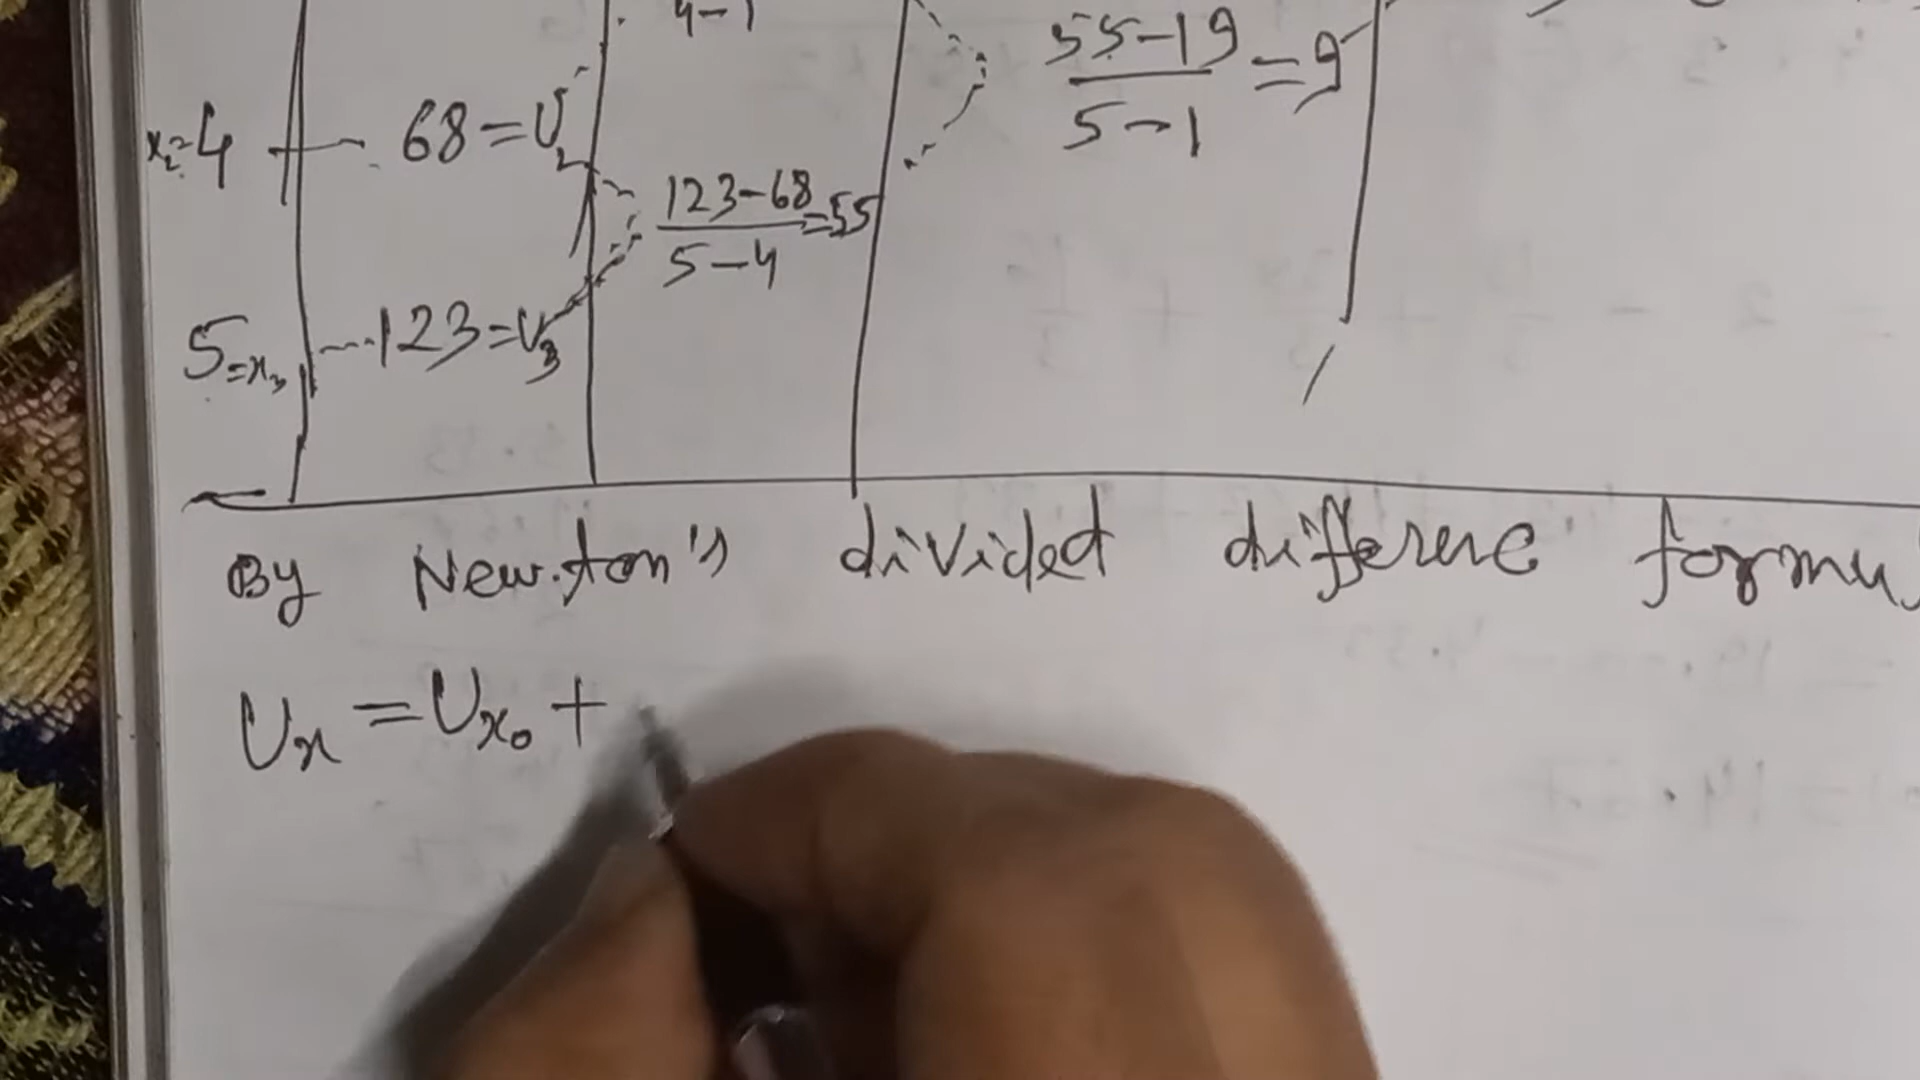 4-1
55-19
5-1
=9
x₂=4
68=U₂
123-68
5-4
=55
5=x₃
123=U₃
By Newton's divided differenc formu
Uₓ = Uₓ₀ +